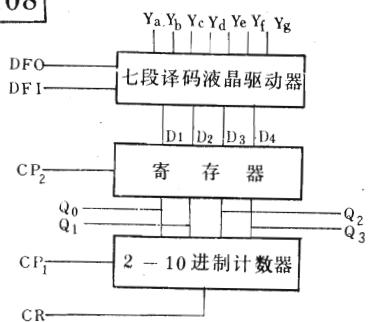 08
Ya Yb Yc Yd Ye Yf Yg
DFO
DFI
七段译码液晶驱动器
D1 D2 D3 D4
CP2
寄存器
Q0
Q1
Q2
Q3
CP1
2－10进制计数器
CR